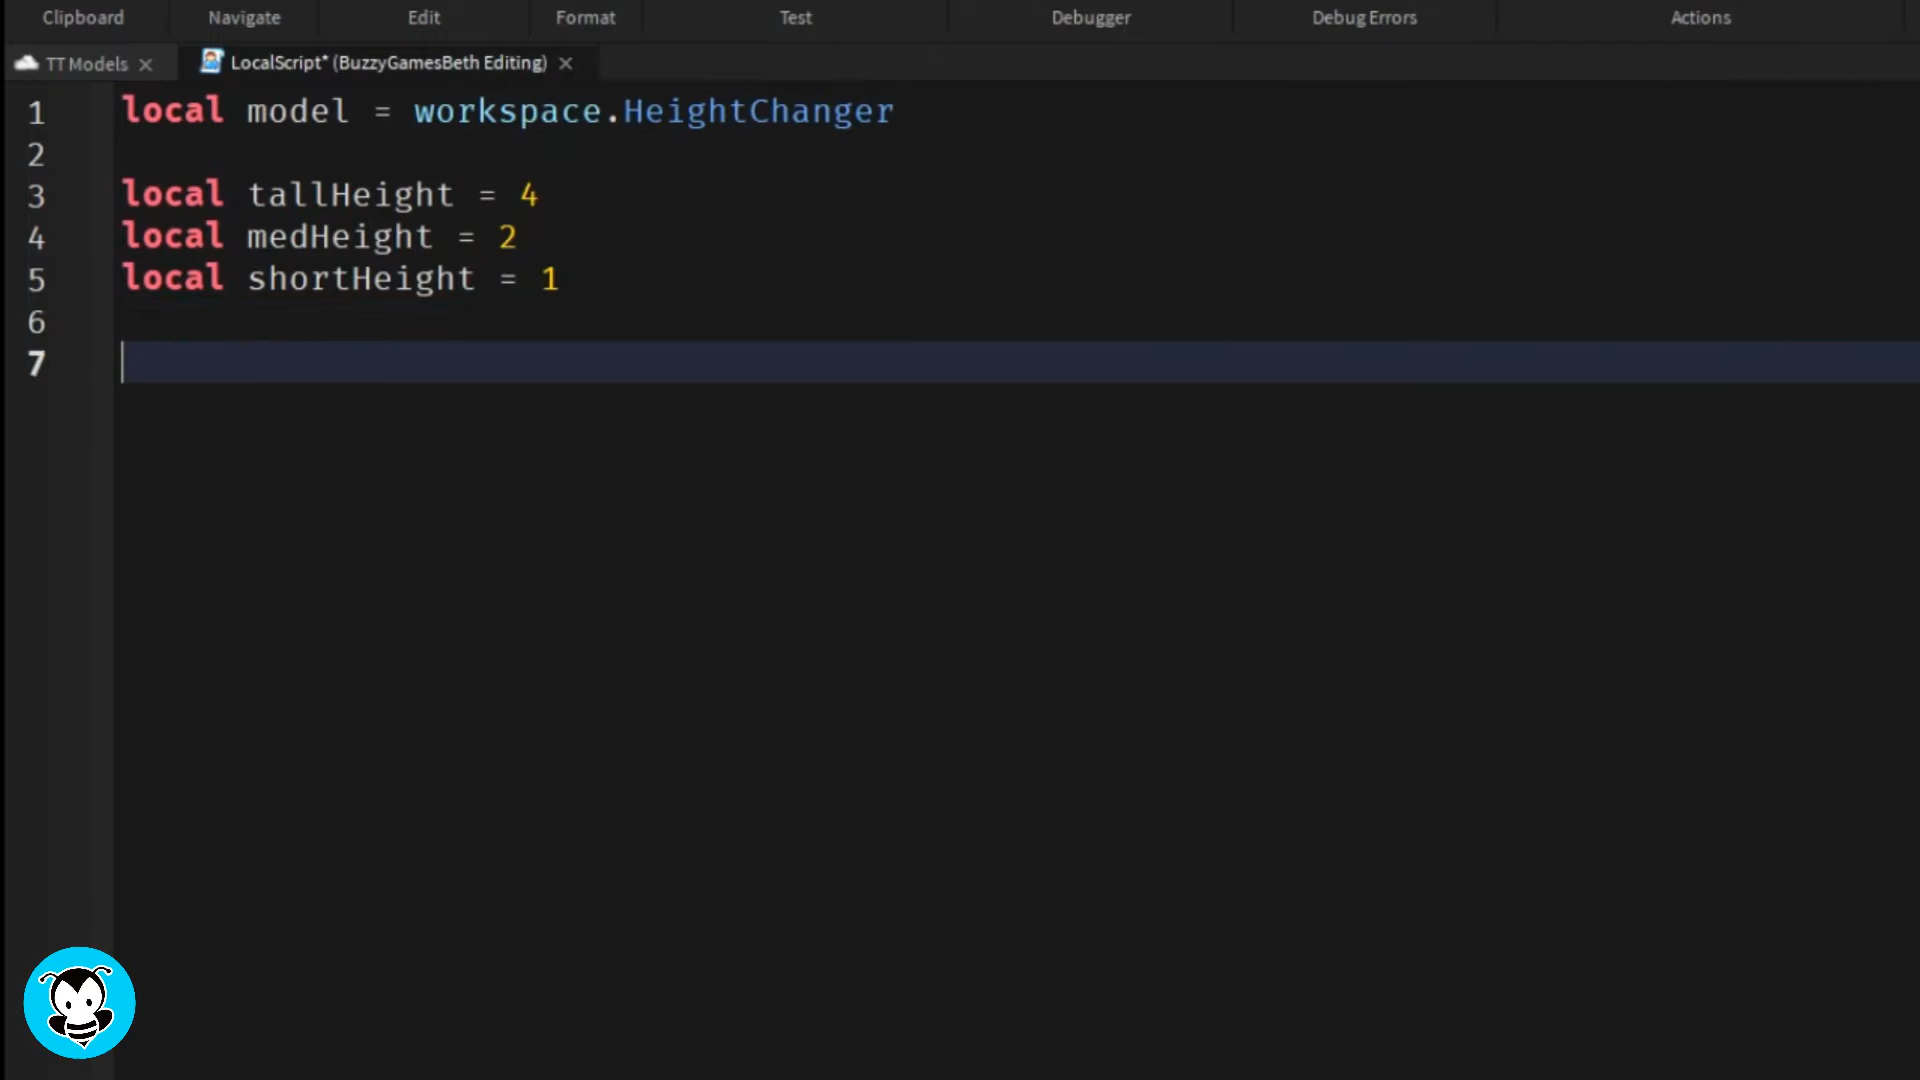 Clipboard Navigate Edit Format Test Debugger Debug Errors Actions
TT Models LocalScript* (BuzzyGamesBeth Editing)
1 local model = workspace.HeightChanger
2
3 local tallHeight = 4
4 local medHeight = 2
5 local shortHeight = 1
6
7